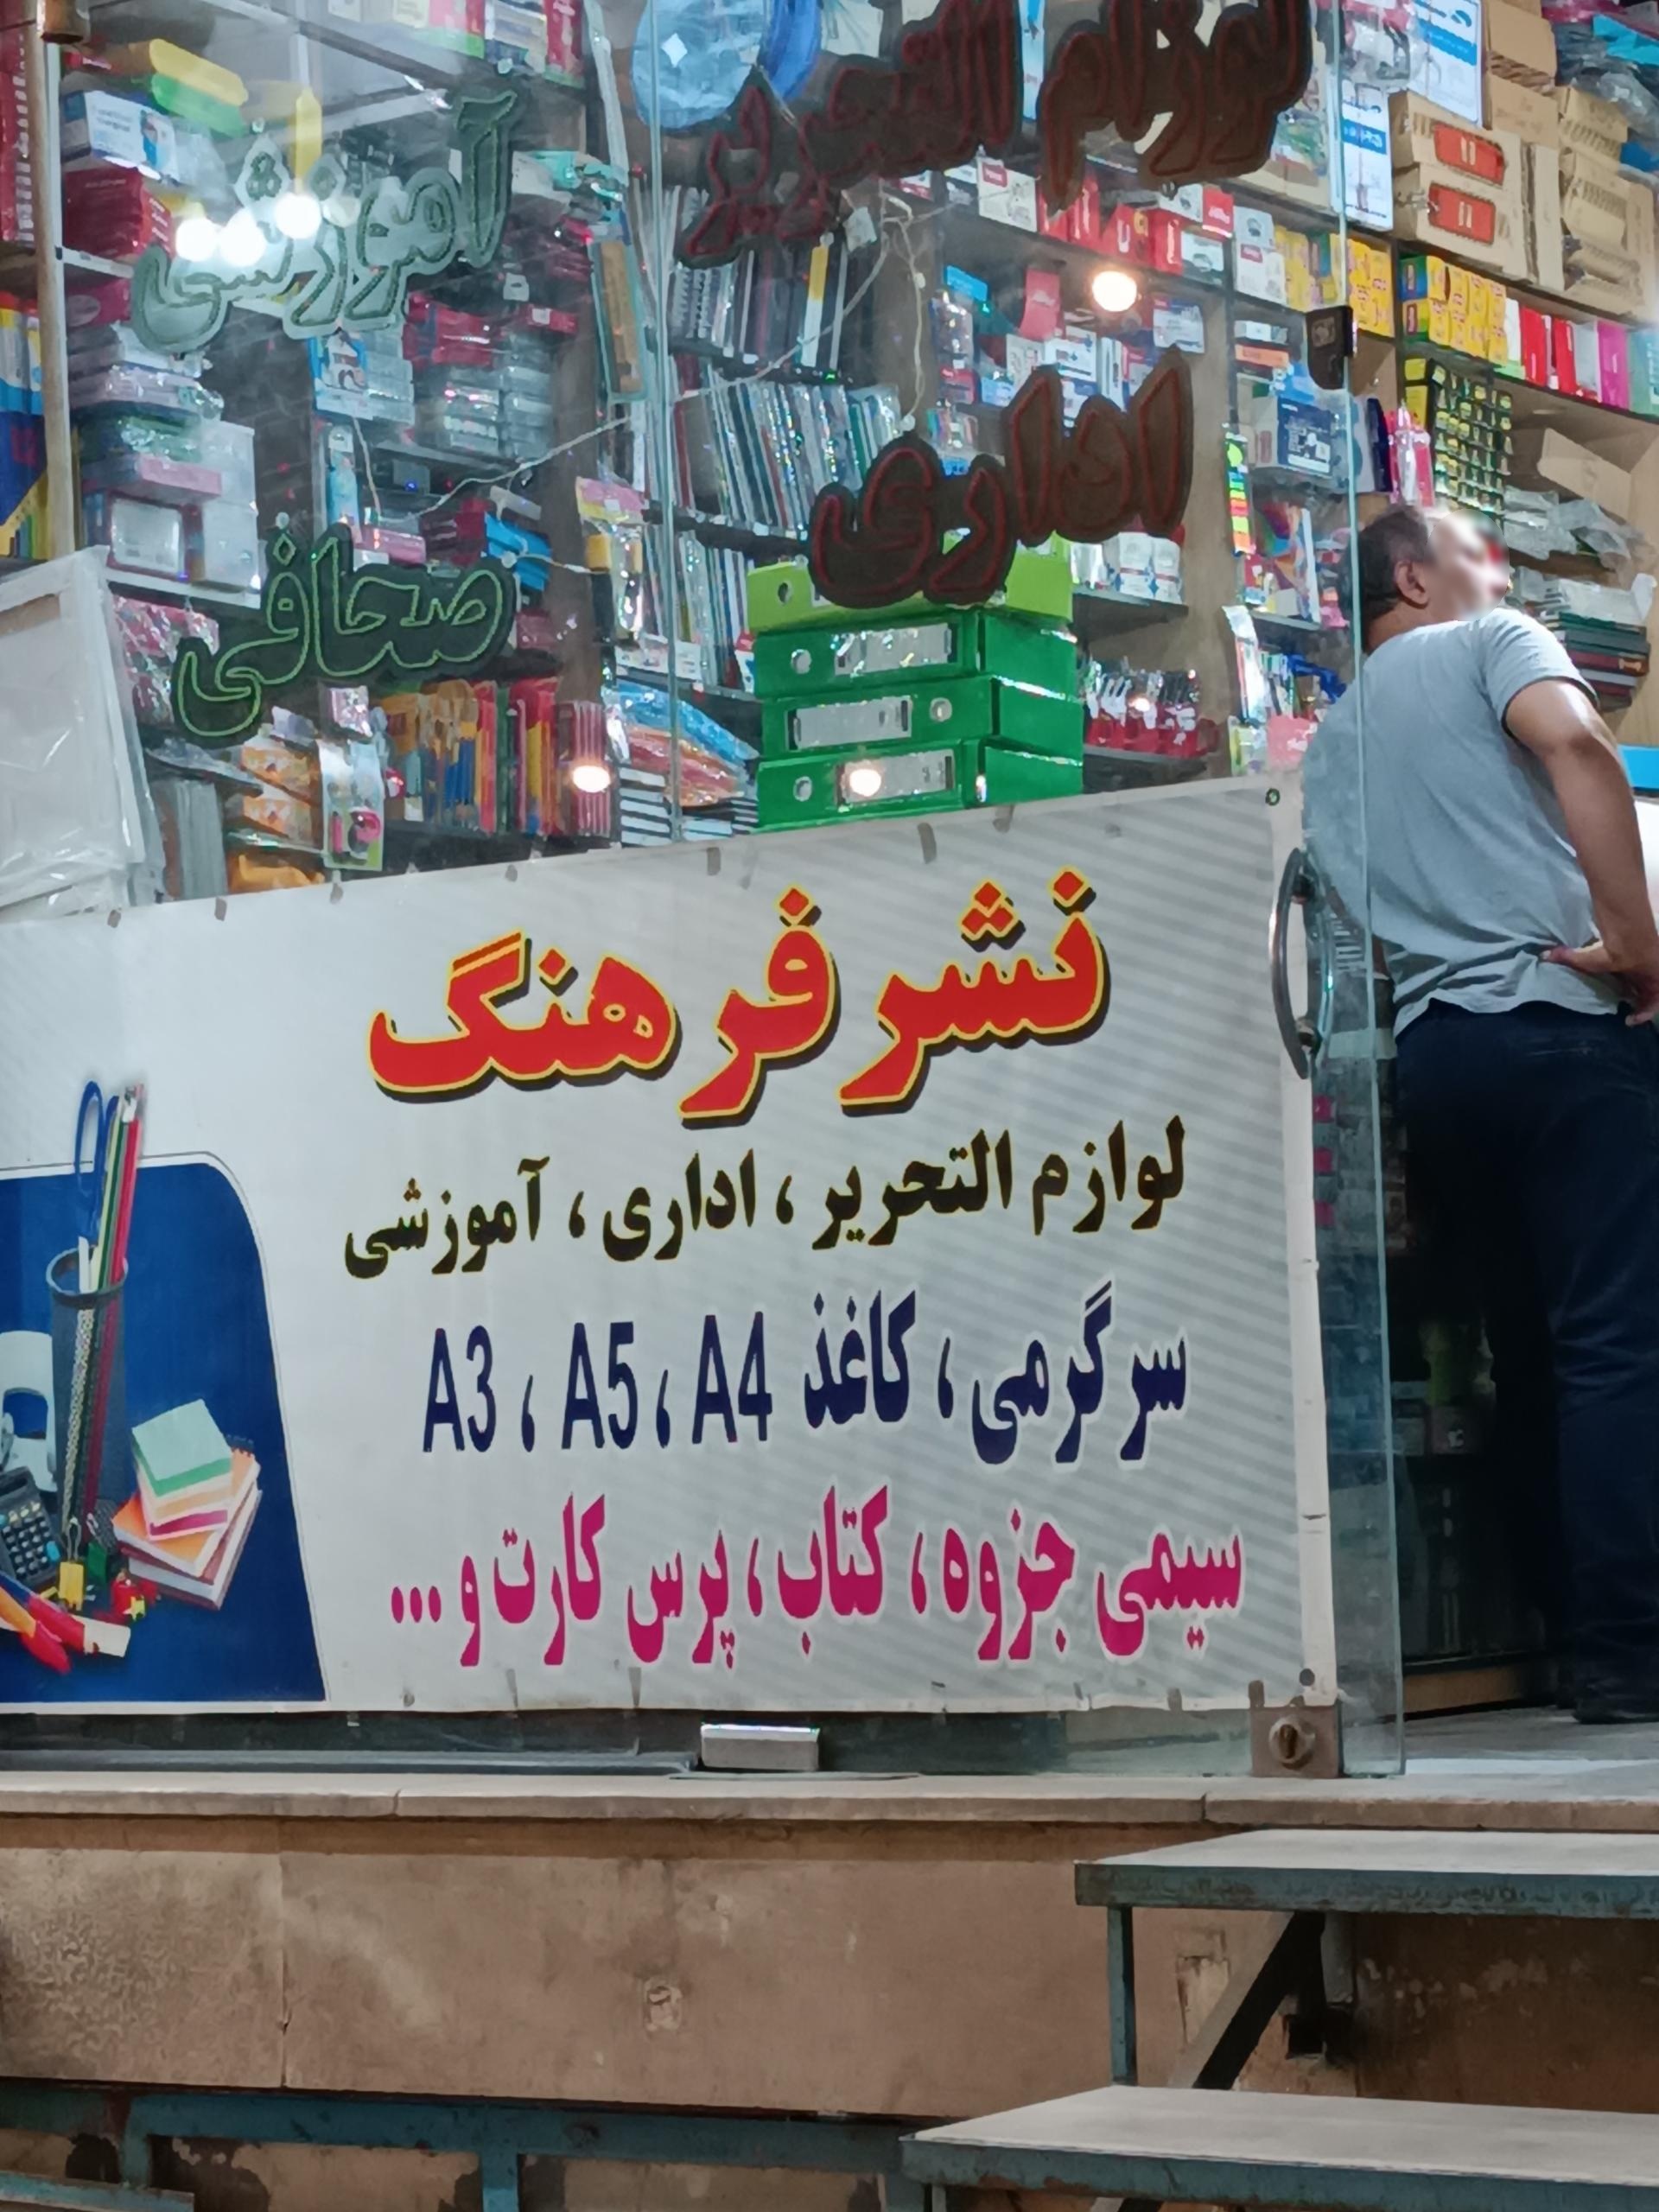 لوازم التحریر
آموزشی
اداری
صحافی
نشر فرهنگ
لوازم التحریر ، اداری ، آموزشی
سرگرمی ، کاغذ A4 ، A5 ، A3
سیمی جزوه ، کتاب ، پرس کارت و ...